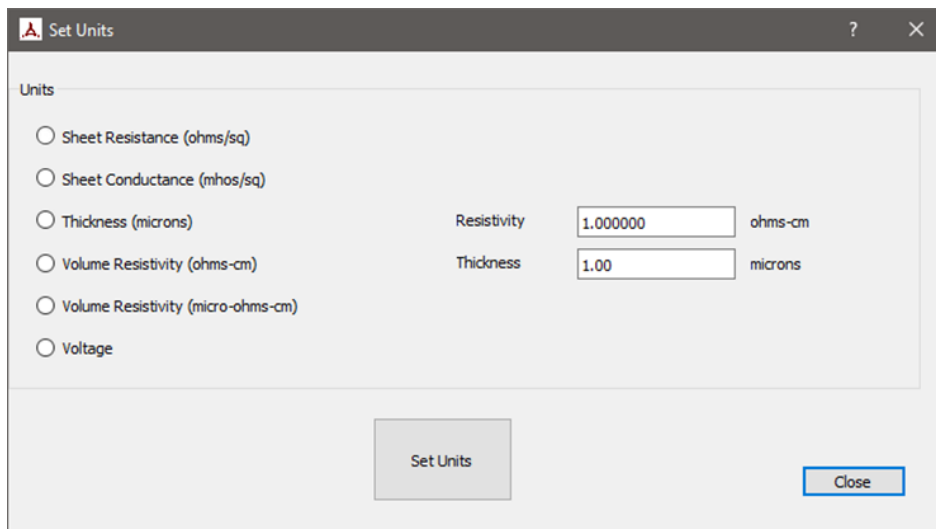 Set Units
Units
Sheet Resistance (ohms/sq)
Sheet Conductance (mhos/sq)
Thickness (microns) Resistivity 1.000000 ohms-cm
Volume Resistivity (ohms-cm) Thickness 1.00 microns
Volume Resistivity (micro-ohms-cm)
Voltage
Set Units
Close